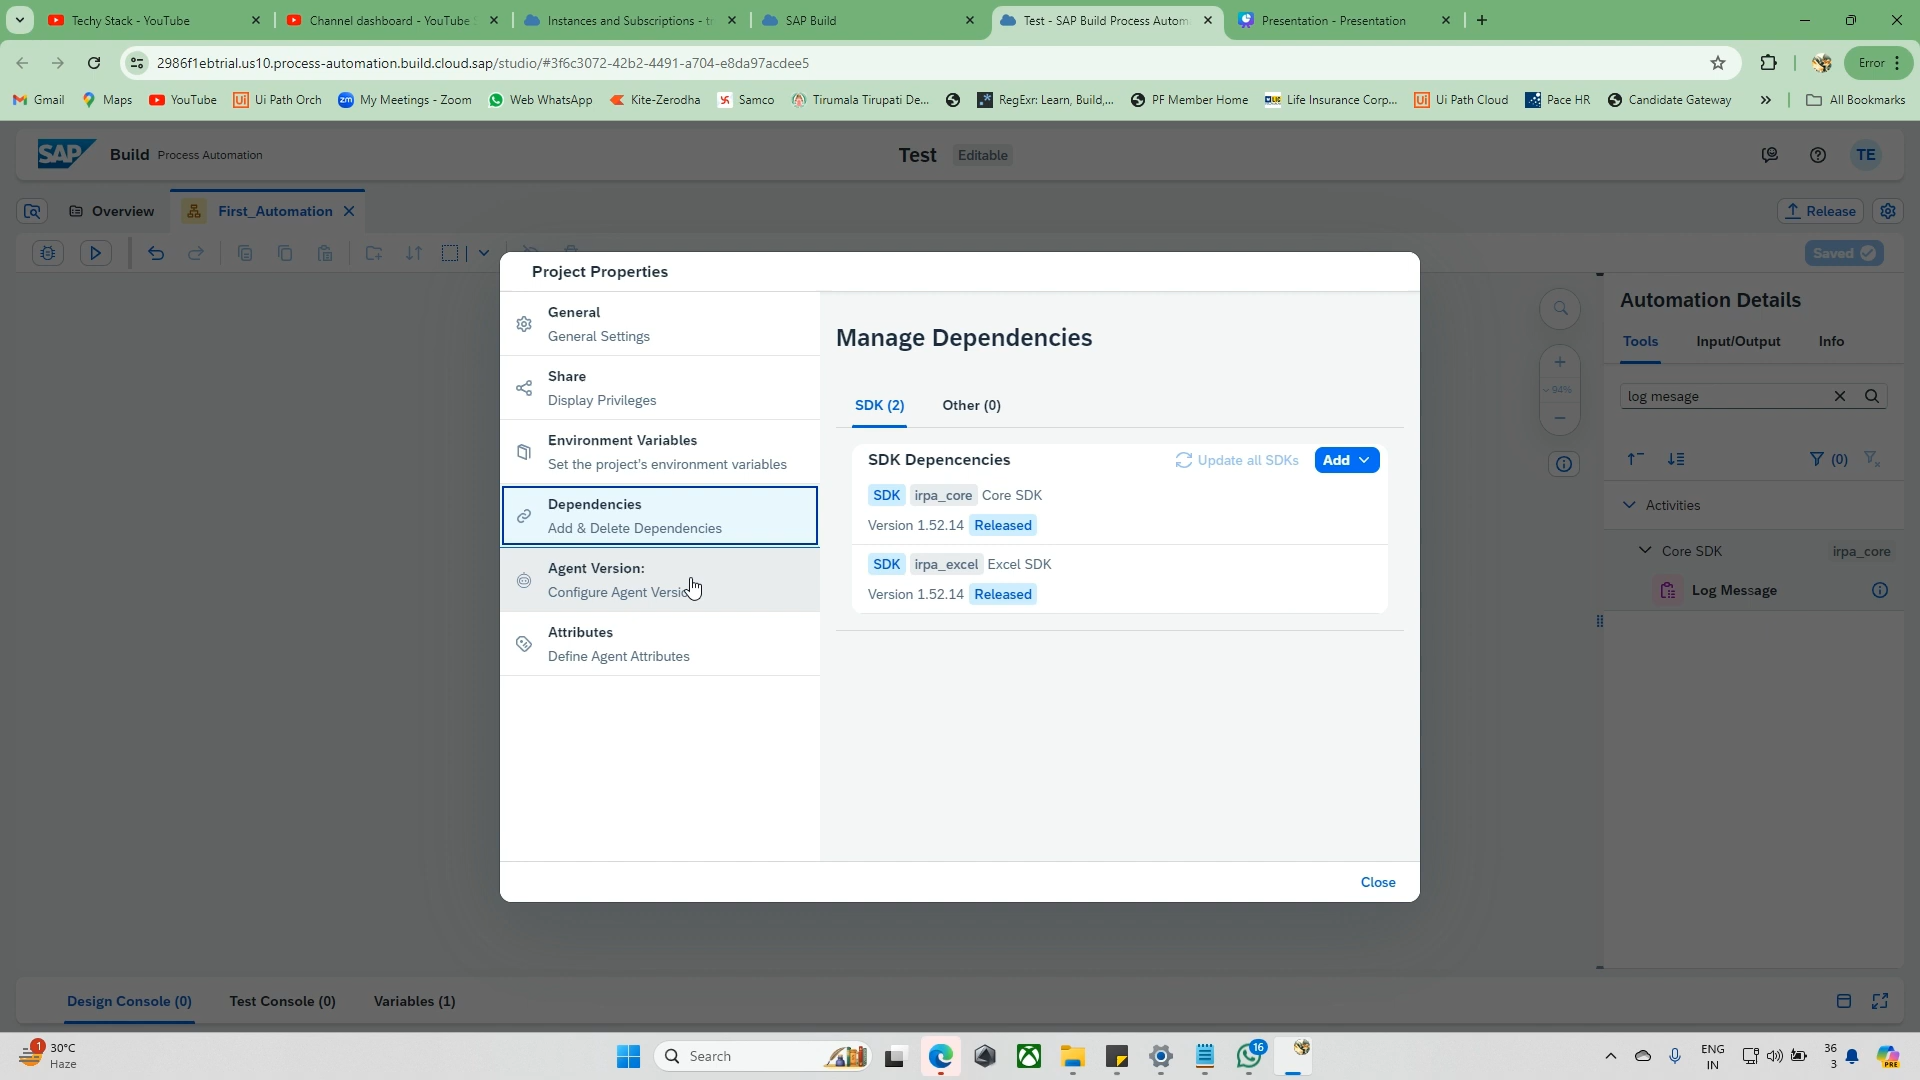 Techy Stack - YouTube
Channel dashboard - YouTube S
Instances and Subscriptions - tr
SAP Build
Test - SAP Build Process Autom
Presentation - Presentation
2986f1ebtrial.us10.process-automation.build.cloud.sap/studio/#3f6c3072-42b2-4491-a704-e8da97acdee5
Error
Gmail
Maps
YouTube
Ui Path Orch
My Meetings - Zoom
Web WhatsApp
Kite-Zerodha
Samco
Tirumala Tirupati De...
RegExr: Learn, Build,...
PF Member Home
Life Insurance Corp...
Ui Path Cloud
Pace HR
Candidate Gateway
All Bookmarks
SAP Build Process Automation
Test Editable
TE
Overview
First_Automation
Release
Saved
Project Properties
General
General Settings
Share
Display Privileges
Environment Variables
Set the project's environment variables
Dependencies
Add & Delete Dependencies
Agent Version:
Configure Agent Versio
Attributes
Define Agent Attributes
Manage Dependencies
SDK (2) Other (0)
SDK Depencencies
Update all SDKs
Add
SDK irpa_core Core SDK
Version 1.52.14 Released
SDK irpa_excel Excel SDK
Version 1.52.14 Released
Close
94%
Automation Details
Tools Input/Output Info
log mesage
(0)
Activities
Core SDK irpa_core
Log Message
Design Console (0) Test Console (0) Variables (1)
1
30°C
Haze
Search
16
ENG
IN
36
3
PRE